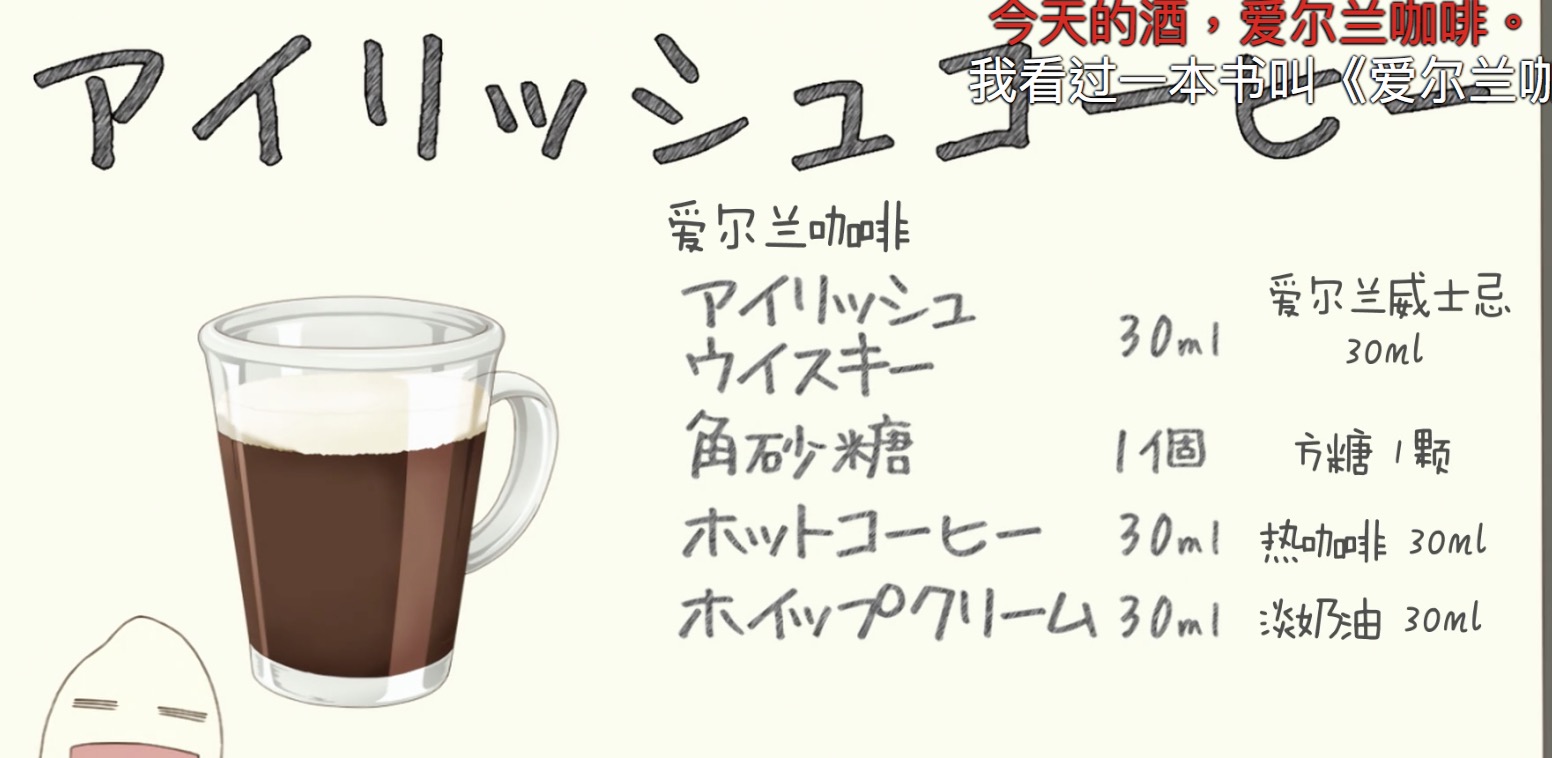 今天的酒，爱尔兰咖啡。
我看过一本书叫《爱尔兰咖
アイリッシュコーヒー
爱尔兰咖啡
アイリッシュ
ウイスキー 30ml 爱尔兰威士忌
30ml
角砂糖 1個 方糖 1颗
ホットコーヒー 30ml 热咖啡 30ml
ホイップクリーム 30ml 淡奶油 30ml